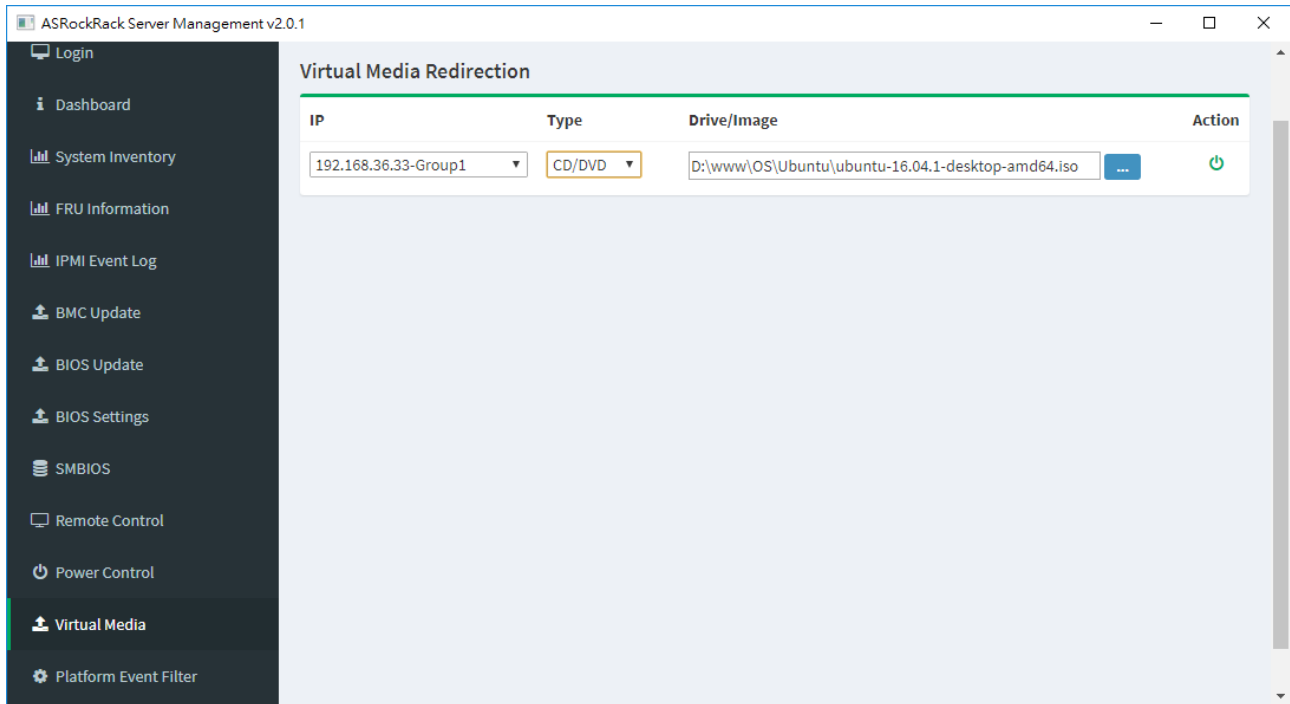 ASRockRack Server Management v2.0.1
Login
Dashboard
System Inventory
FRU Information
IPMI Event Log
BMC Update
BIOS Update
BIOS Settings
SMBIOS
Remote Control
Power Control
Virtual Media
Platform Event Filter
Virtual Media Redirection
IP Type Drive/Image Action
192.168.36.33-Group1 CD/DVD D:\www\OS\Ubuntu\ubuntu-16.04.1-desktop-amd64.iso ...